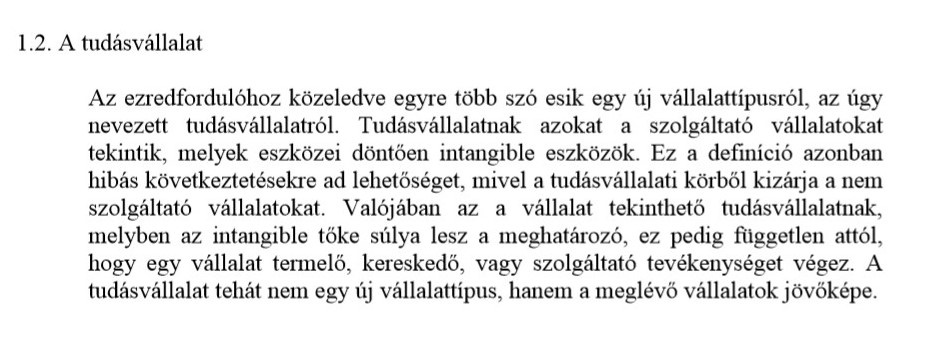 1.2. A tudásvállalat
Az ezredfordulóhoz közeledve egyre több szó esik egy új vállalattípusról, az úgy
nevezett tudásvállalatról. Tudásvállalatnak azokat a szolgáltató vállalatokat
tekintik, melyek eszközei döntően intangible eszközök. Ez a definíció azonban
hibás következtetésekre ad lehetőséget, mivel a tudásvállalati körből kizárja a nem
szolgáltató vállalatokat. Valójában az a vállalat tekinthető tudásvállalatnak,
melyben az intangible tőke súlya lesz a meghatározó, ez pedig független attól,
hogy egy vállalat termelő, kereskedő, vagy szolgáltató tevékenységet végez. A
tudásvállalat tehát nem egy új vállalattípus, hanem a meglévő vállalatok jövőképe.